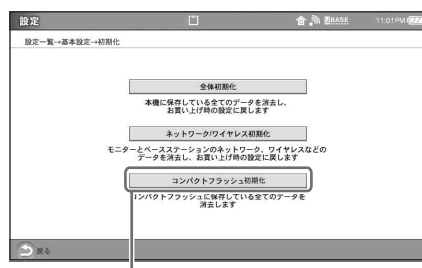 設定
BASE 11:01PM
設定一覧→基本設定→初期化
全体初期化
本機に保存している全てのデータを消去し、
お買い上げ時の設定に戻します
ネットワーク/ワイヤレス初期化
モニターとベースステーションのネットワーク、ワイヤレスなどの
データを消去し、お買い上げ時の設定に戻します
コンパクトフラッシュ初期化
コンパクトフラッシュに保存している全てのデータを
消去します
戻る